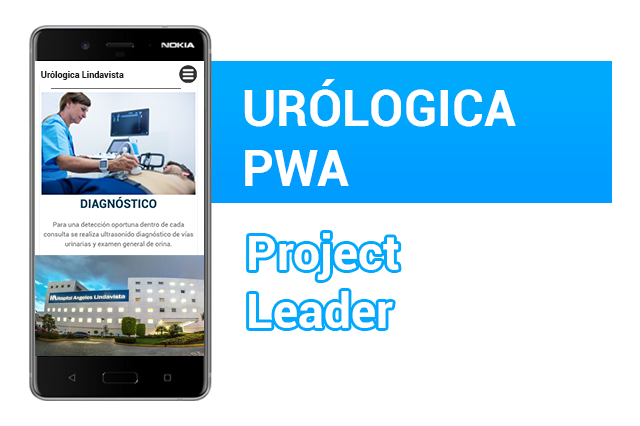 NOKIA
Urólogica Lindavista
DIAGNÓSTICO
Para una detección oportuna dentro de cada
consulta se realiza ultrasonido diagnóstico de vías
urinarias y examen general de orina.
Hospital Angeles Lindavista
URÓLOGICA
PWA
Project
Leader